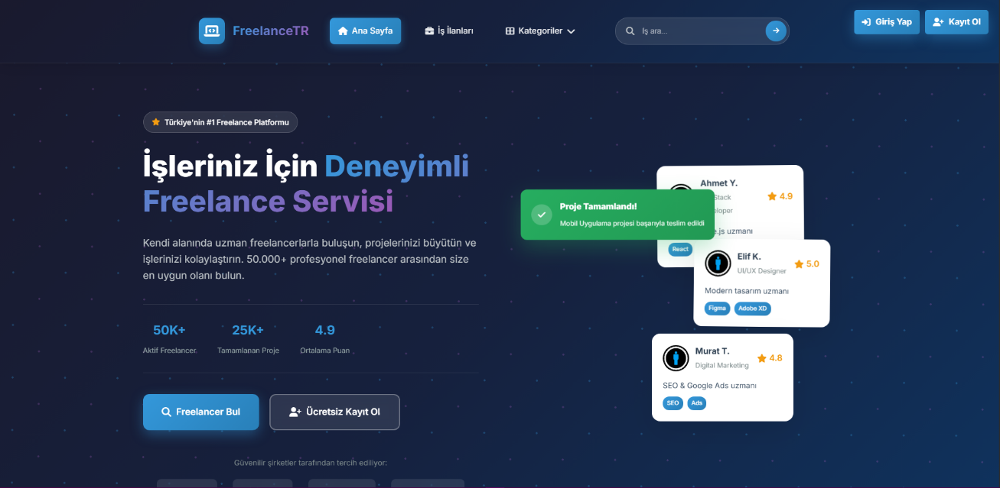 FreelanceTR
Ana Sayfa
İş İlanları
Kategoriler
İş ara...
Giriş Yap
Kayıt Ol
Türkiye'nin #1 Freelance Platformu
İşleriniz İçin Deneyimli
Freelance Servisi
Kendi alanında uzman freelancerlarla buluşun, projelerinizi büyütün ve
işlerinizi kolaylaştırın. 50.000+ profesyonel freelancer arasından size
en uygun olanı bulun.
50K+
Aktif Freelancer
25K+
Tamamlanan Proje
4.9
Ortalama Puan
Freelancer Bul
Ücretsiz Kayıt Ol
Güvenilir şirketler tarafından tercih ediliyor:
Proje Tamamlandı!
Mobil Uygulama projesi başarıyla teslim edildi
Ahmet Y.
Stack
eloper
4.9
e.js uzmanı
React
Elif K.
UI/UX Designer
5.0
Modern tasarım uzmanı
Figma
Adobe XD
Murat T.
Digital Marketing
4.8
SEO & Google Ads uzmanı
SEO
Ads